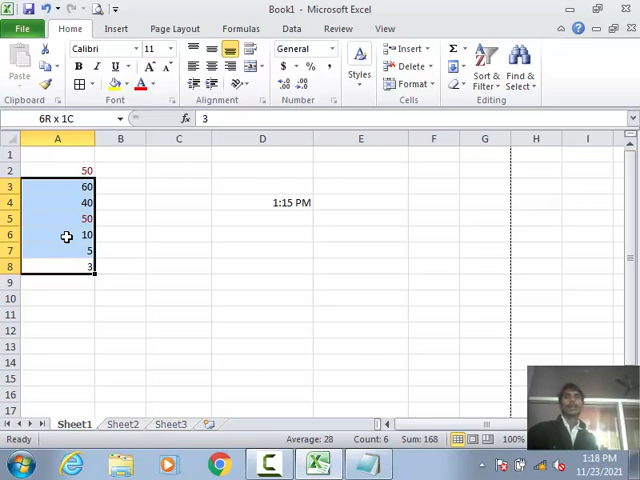 Book1 - Microsoft Excel
File Home Insert Page Layout Formulas Data Review View
Calibri 11 General Insert Σ
Paste B I U $ % , Delete Styles Sort & Filter Find & Select
A .0 .00 .00 .0 Format
Clipboard Font Alignment Number Cells Editing
6R x 1C fx 3
A B C D E F G H I
1
2 50
3 60
4 40 1:15 PM
5 50
6 10
7 5
8 3
9
10
11
12
13
14
15
16
17
Sheet1 Sheet2 Sheet3
Ready Average: 28 Count: 6 Sum: 168 100%
1:18 PM
11/23/2021